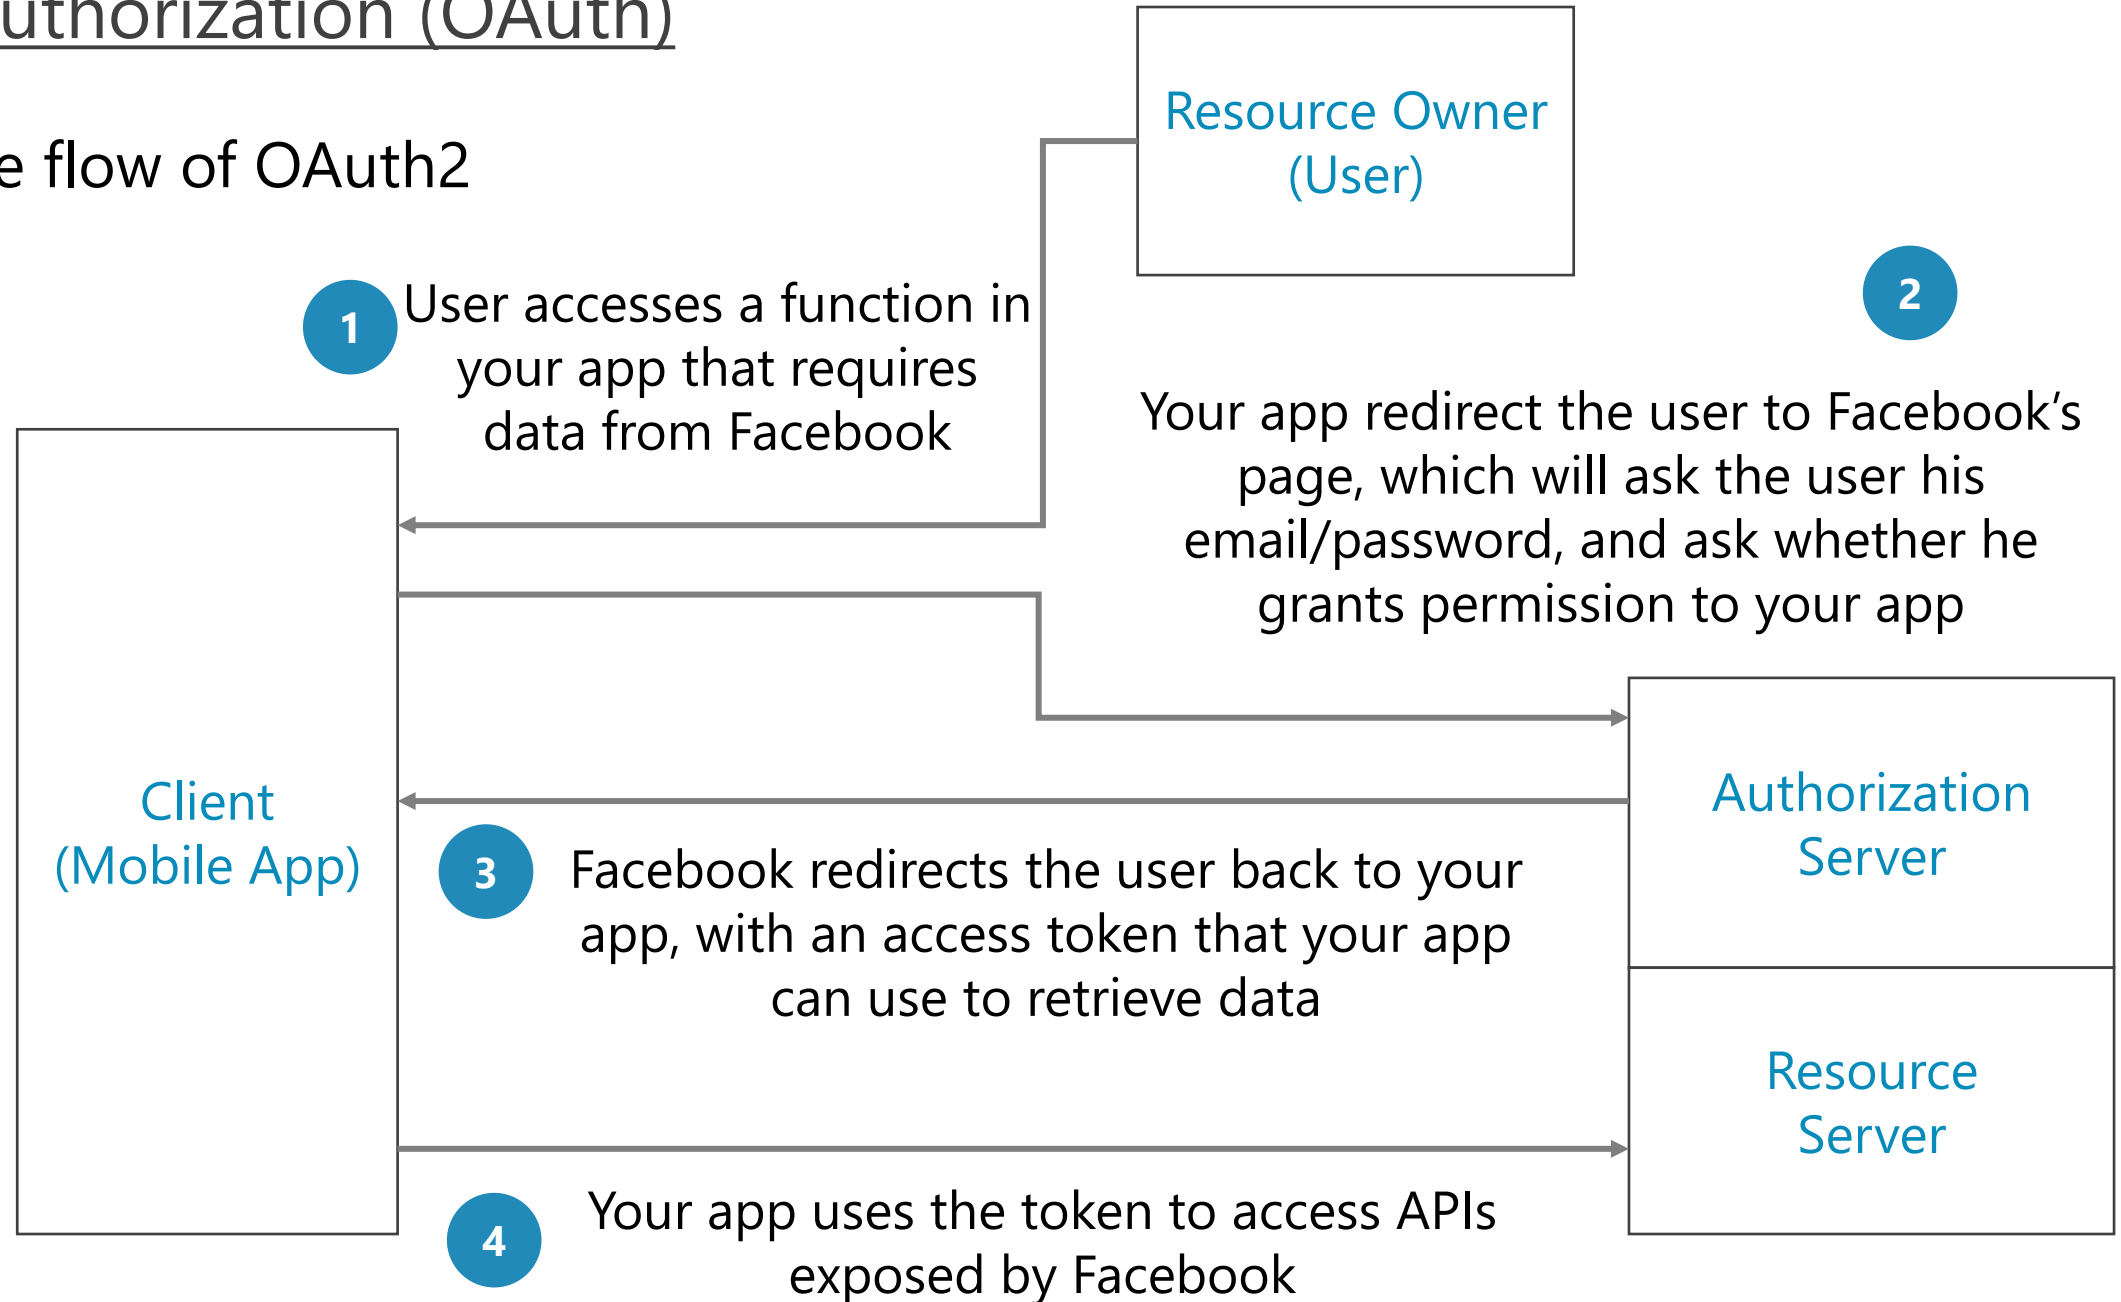 uthorization (OAuth)
e flow of OAuth2
Resource Owner
(User)
1
User accesses a function in
your app that requires
data from Facebook
2
Your app redirect the user to Facebook’s
page, which will ask the user his
email/password, and ask whether he
grants permission to your app
Client
(Mobile App)
Authorization
Server
3
Facebook redirects the user back to your
app, with an access token that your app
can use to retrieve data
Resource
Server
4
Your app uses the token to access APIs
exposed by Facebook